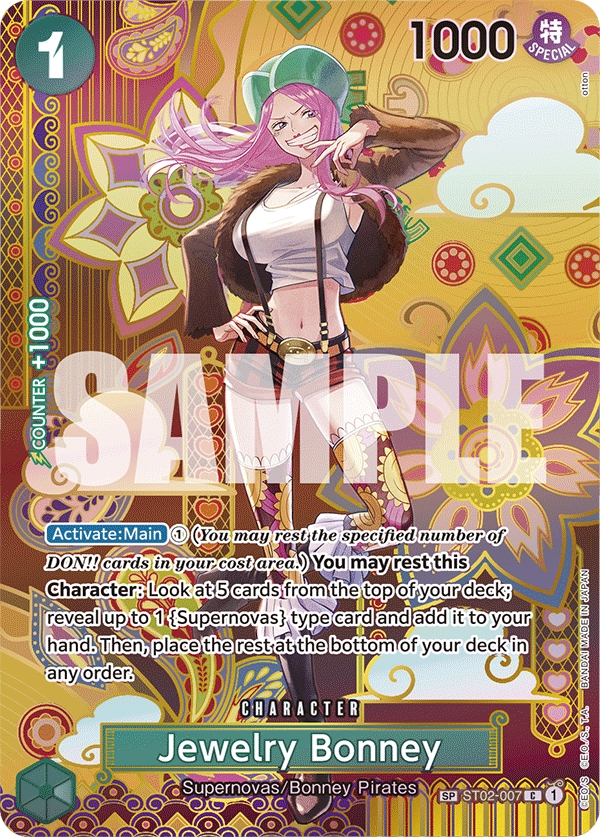 1
1000
特
SPECIAL
otton
COUNTER +1000
SAMPLE
Activate:Main ① (You may rest the specified number of
DON!! cards in your cost area.) You may rest this
Character: Look at 5 cards from the top of your deck;
reveal up to 1 {Supernovas} type card and add it to your
hand. Then, place the rest at the bottom of your deck in
any order.
CHARACTER
Jewelry Bonney
Supernovas/Bonney Pirates
SP ST02-007 C 1
©E.O/S ©E.O./S., T.A. BANDAI MADE IN JAPAN